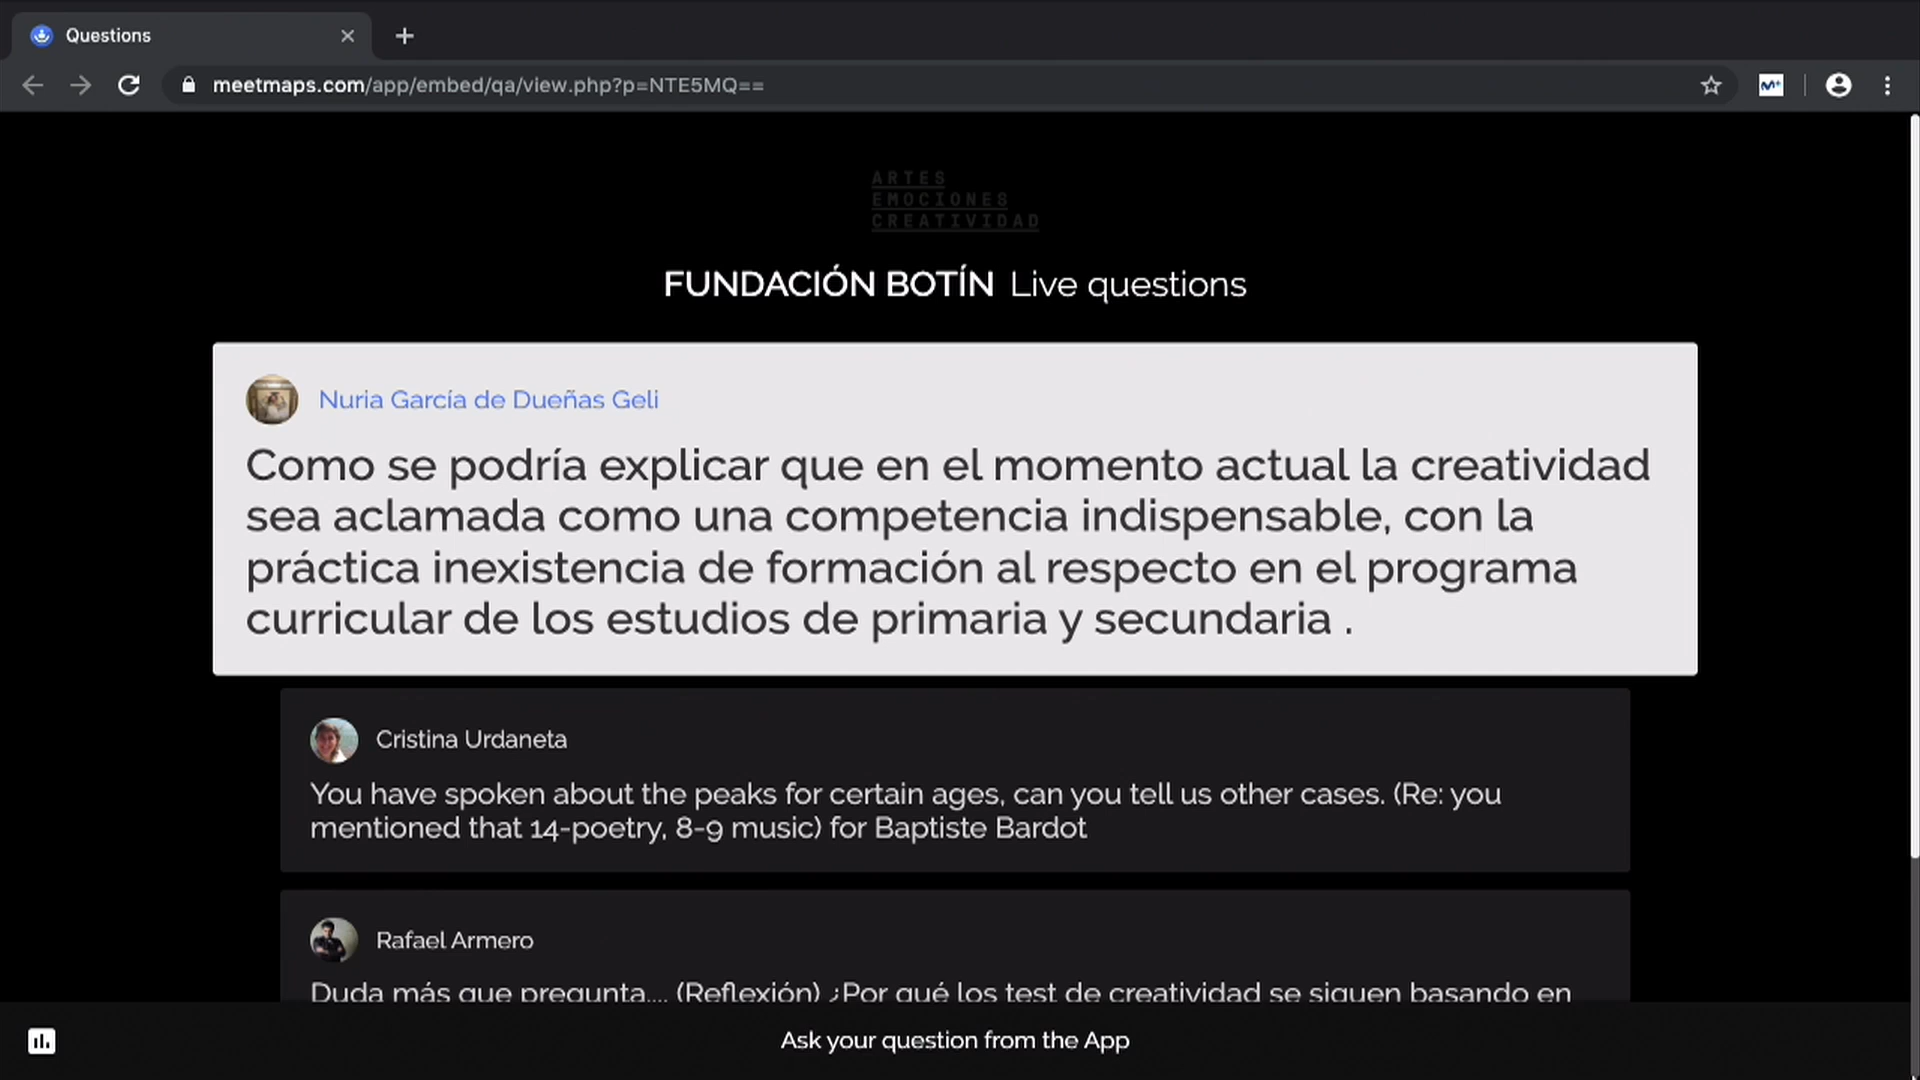 Questions
meetmaps.com/app/embed/qa/view.php?p=NTE5MQ==
ARTES
EMOCIONES
CREATIVIDAD
FUNDACIÓN BOTÍN Live questions
Nuria García de Dueñas Geli
Como se podría explicar que en el momento actual la creatividad
sea aclamada como una competencia indispensable, con la
práctica inexistencia de formación al respecto en el programa
curricular de los estudios de primaria y secundaria .
Cristina Urdaneta
You have spoken about the peaks for certain ages, can you tell us other cases. (Re: you
mentioned that 14-poetry, 8-9 music) for Baptiste Bardot
Rafael Armero
Duda más que pregunta.... (Reflexión) ¿Por qué los test de creatividad se siguen basando en
Ask your question from the App